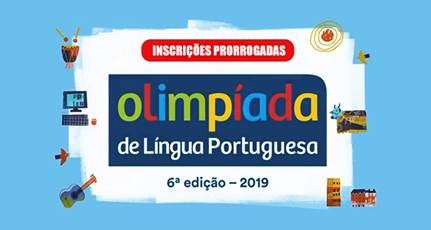 INSCRIÇÕES PRORROGADAS
olimpíada
de Língua Portuguesa
6ª edição – 2019